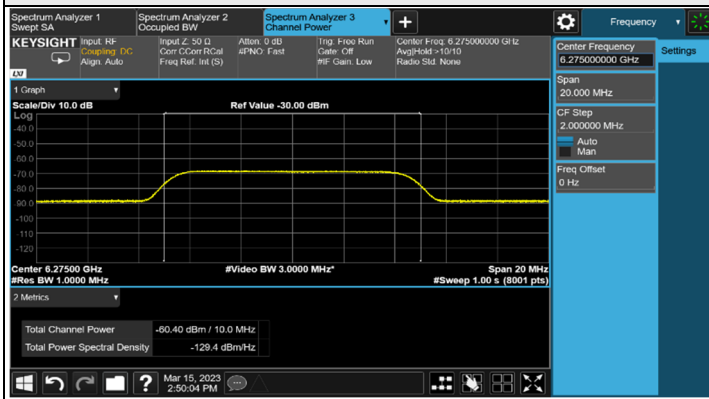 Spectrum Analyzer 1
Swept SA
Spectrum Analyzer 2
Occupied BW
Spectrum Analyzer 3
Channel Power
+
Frequency
KEYSIGHT
Input: RF
Coupling: DC
Align: Auto
Input Z: 50 Ω
Corr CCorr RCal
Freq Ref: Int (S)
Atten: 0 dB
#PNO: Fast
Trig: Free Run
Gate: Off
#IF Gain: Low
Center Freq: 6.275000000 GHz
Avg|Hold:>10/10
Radio Std: None
LXI
Center Frequency
6.275000000 GHz
Settings
Span
20.000 MHz
CF Step
2.000000 MHz
Auto
Man
Freq Offset
0 Hz
1 Graph
Scale/Div 10.0 dB
Ref Value -30.00 dBm
Log
-40.0
-50.0
-60.0
-70.0
-80.0
-90.0
-100
-110
-120
Center 6.27500 GHz
#Video BW 3.0000 MHz*
Span 20 MHz
#Res BW 1.0000 MHz
#Sweep 1.00 s (8001 pts)
2 Metrics
Total Channel Power
-60.40 dBm / 10.0 MHz
Total Power Spectral Density
-129.4 dBm/Hz
?
Mar 15, 2023
2:50:04 PM